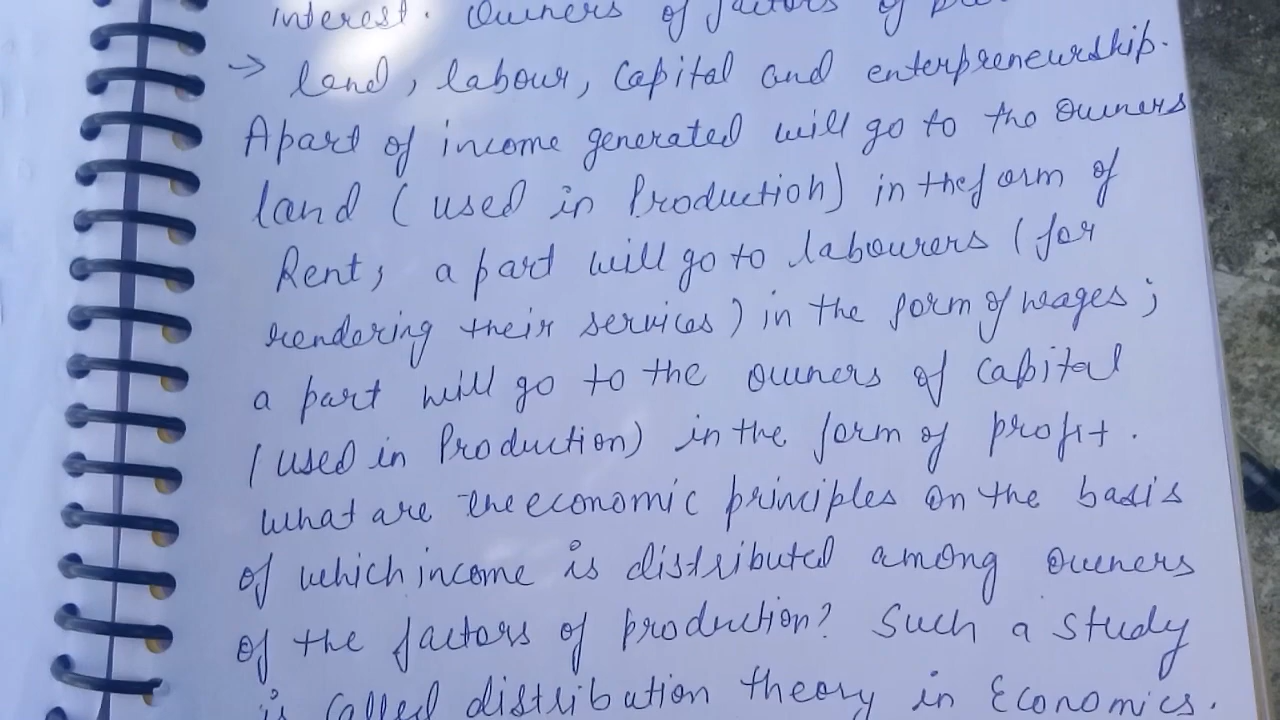 interest. Owners of factors of
→ land, labour, Capital and enterpreneurship.
Apart of income generated will go to the owners
land (used in Production) in the form of
Rent; a part will go to labourers (for
rendering their services) in the form of wages;
a part will go to the owners of capital
(used in Production) in the form of profit.
What are the economic principles on the basis
of which income is distributed among owners
of the factors of production? Such a study
is called distribution theory in Economics.